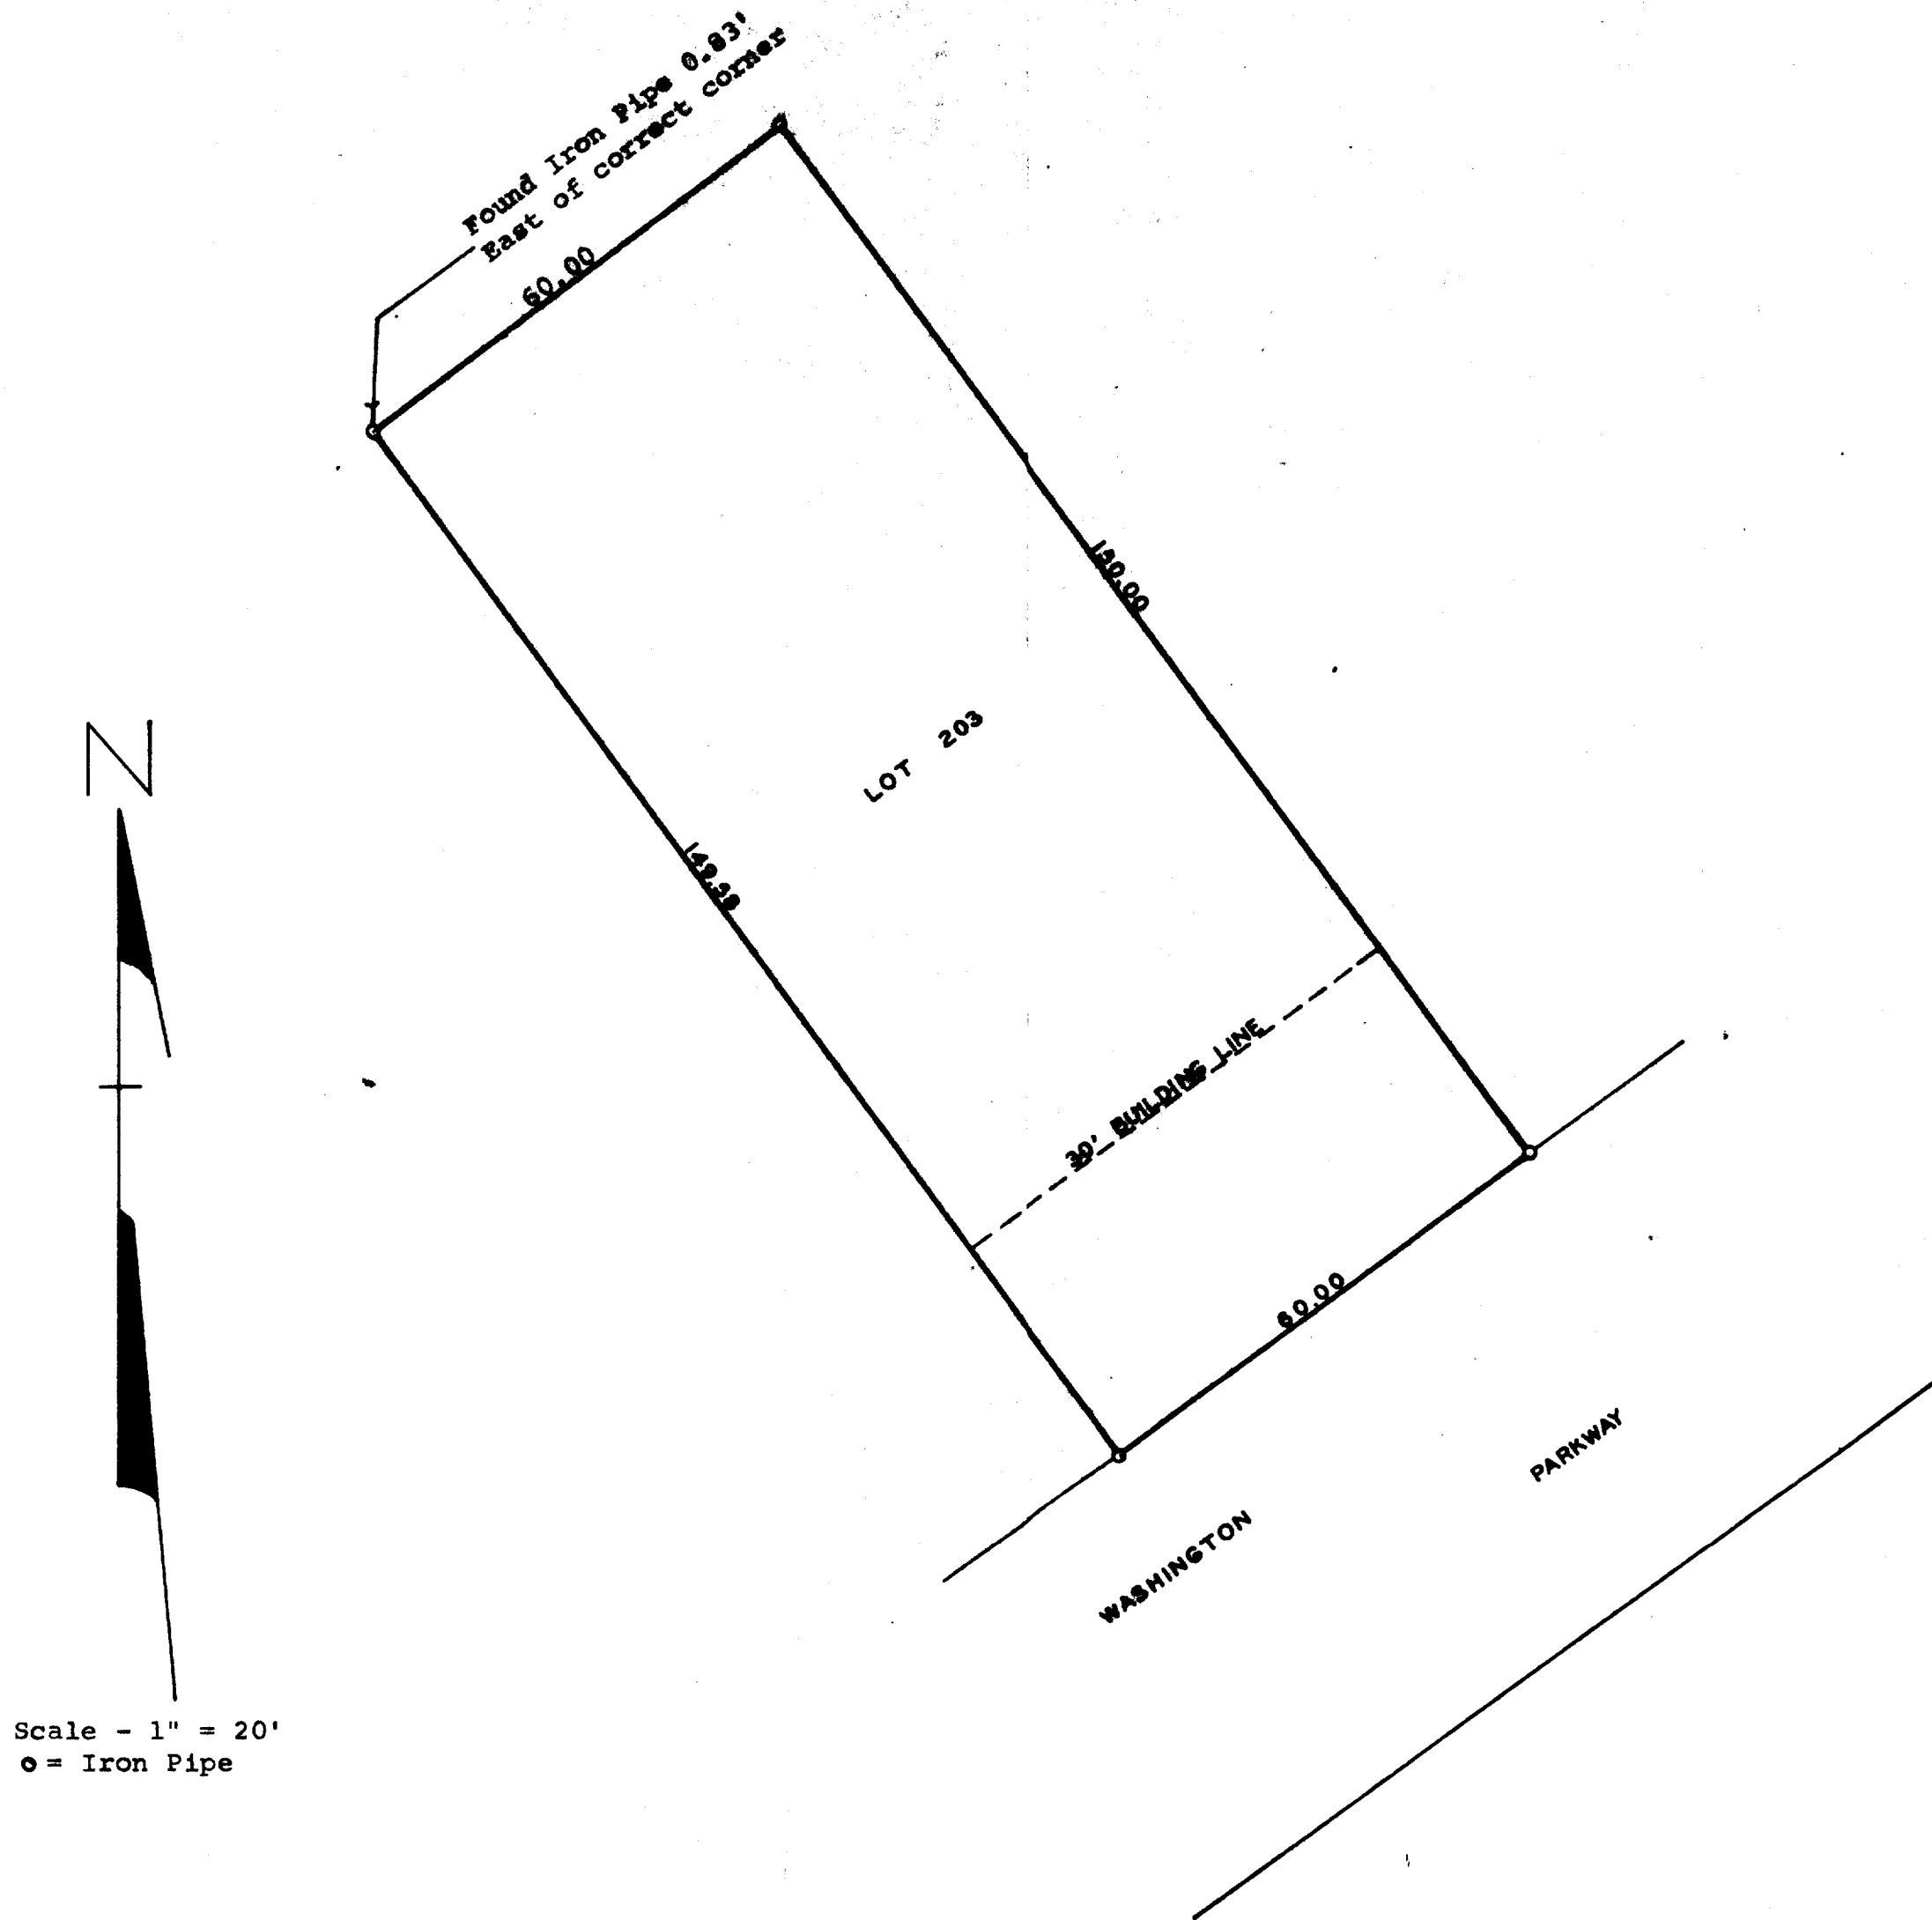 Found Iron Pipe 0.83'
East of correct corner
60.00
150.00
LOT 203
N
30' BUILDING LINE
60.00
WASHINGTON PARKWAY
Scale - 1" = 20'
o = Iron Pipe